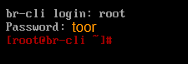 br-cli login: root
Password: toor
[root@br-cli ~]#